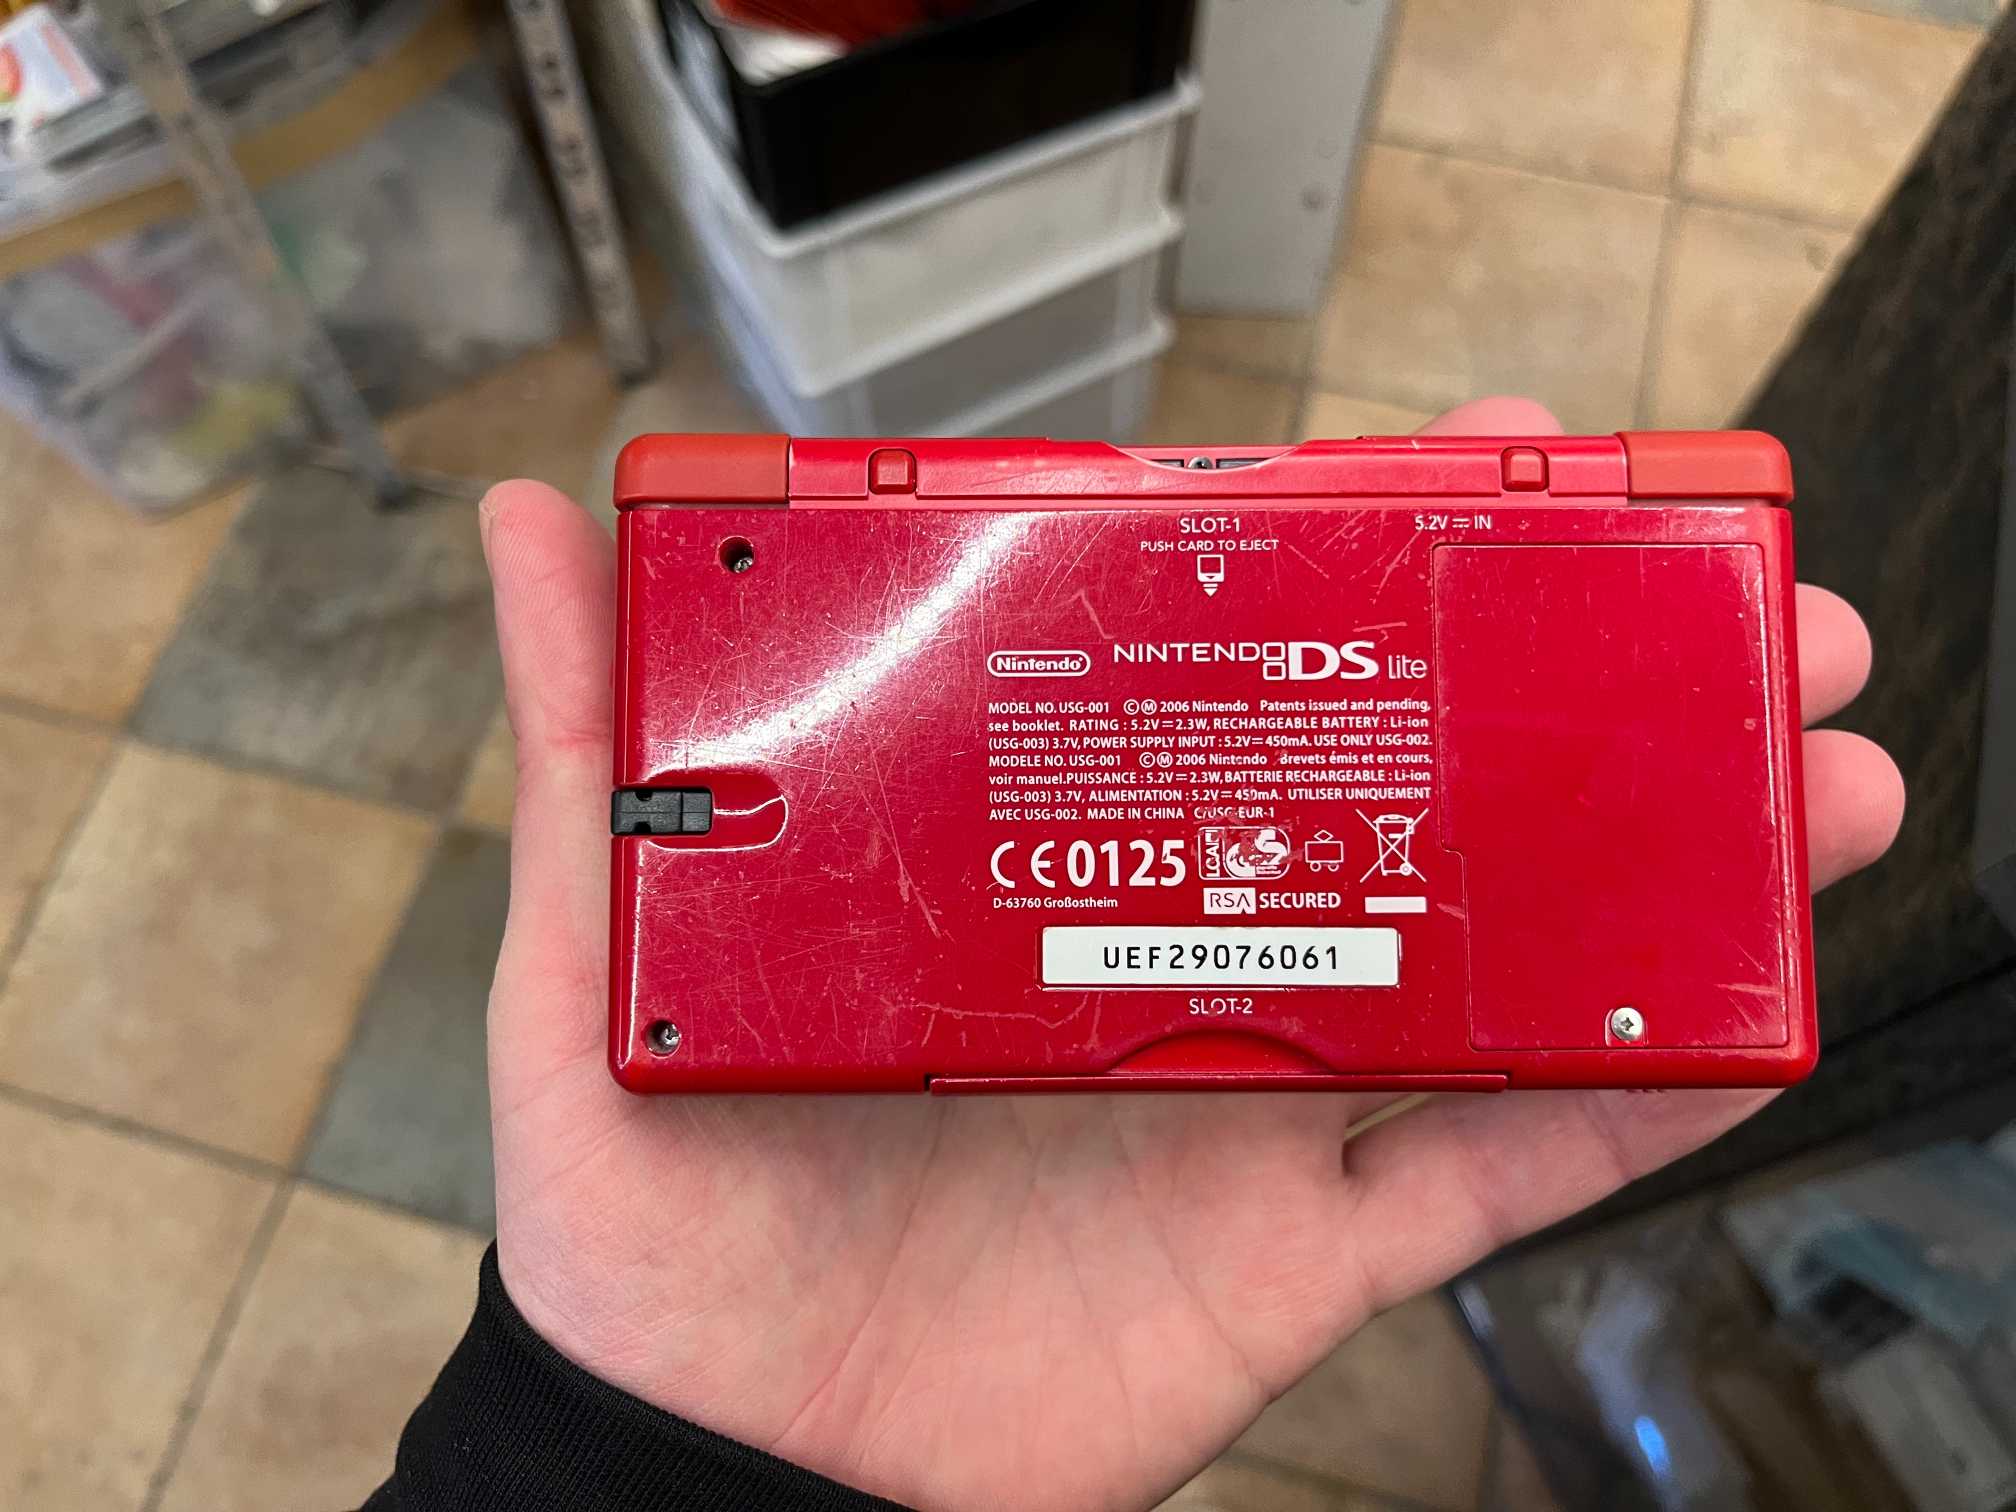 SLOT-1
PUSH CARD TO EJECT
5.2V ⎓ IN
Nintendo NINTENDO DS Lite
MODEL NO. USG-001 ©Ⓜ 2006 Nintendo Patents issued and pending,
see booklet. RATING : 5.2V⎓2.3W, RECHARGEABLE BATTERY : Li-ion
(USG-003) 3.7V, POWER SUPPLY INPUT : 5.2V⎓450mA. USE ONLY USG-002.
MODELE NO. USG-001 ©Ⓜ 2006 Nintendo Brevets émis et en cours,
voir manuel.PUISSANCE : 5.2V⎓2.3W, BATTERIE RECHARGEABLE : Li-ion
(USG-003) 3.7V, ALIMENTATION : 5.2V⎓450mA. UTILISER UNIQUEMENT
AVEC USG-002. MADE IN CHINA C/USG-EUR-1
CE0125
D-63760 Großostheim
RSA SECURED
UEF29076061
SLOT-2